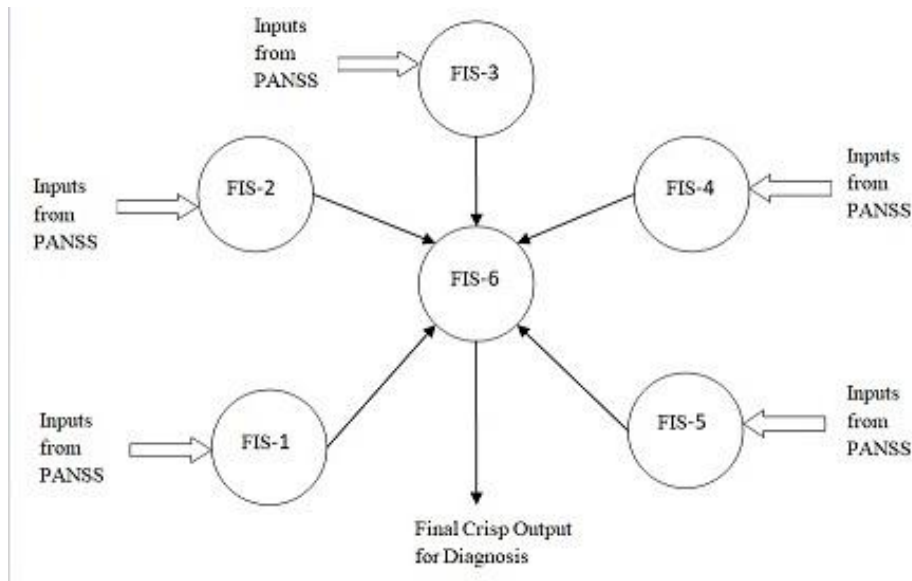 Inputs
from
PANSS
FIS-3
Inputs
from
PANSS
FIS-2
FIS-4
Inputs
from
PANSS
FIS-6
Inputs
from
PANSS
FIS-1
FIS-5
Inputs
from
PANSS
Final Crisp Output
for Diagnosis